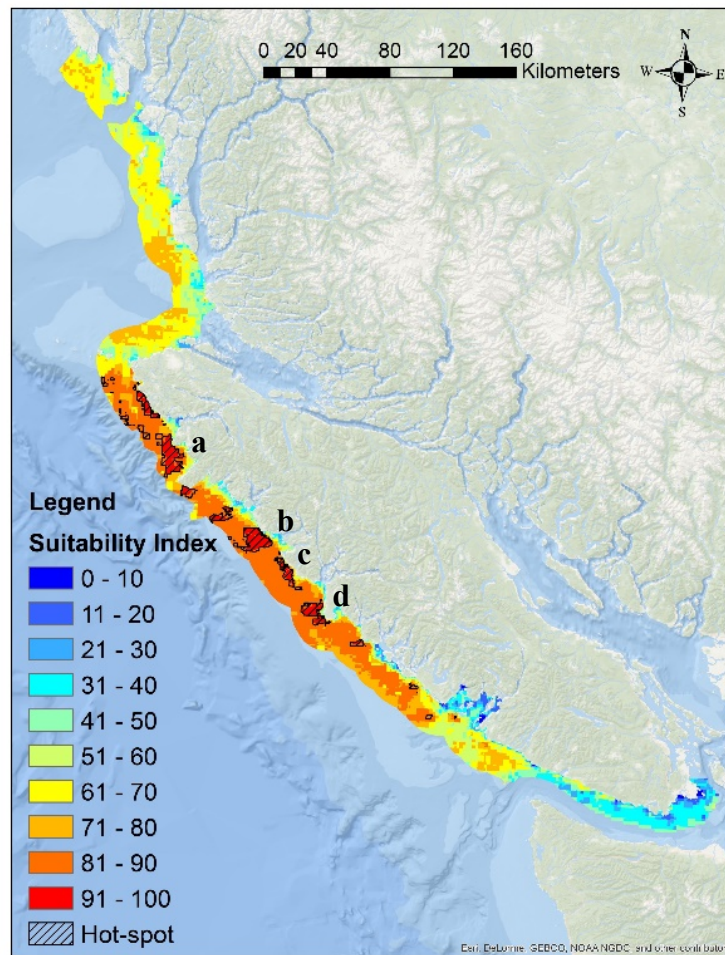 N
0 20 40 80 120 160
Kilometers
W E
S
a
b
c
d
Legend
Suitability Index
0 - 10
11 - 20
21 - 30
31 - 40
41 - 50
51 - 60
61 - 70
71 - 80
81 - 90
91 - 100
Hot-spot
Esri, DeLorme, GEBCO, NOAA NGDC, and other contributor